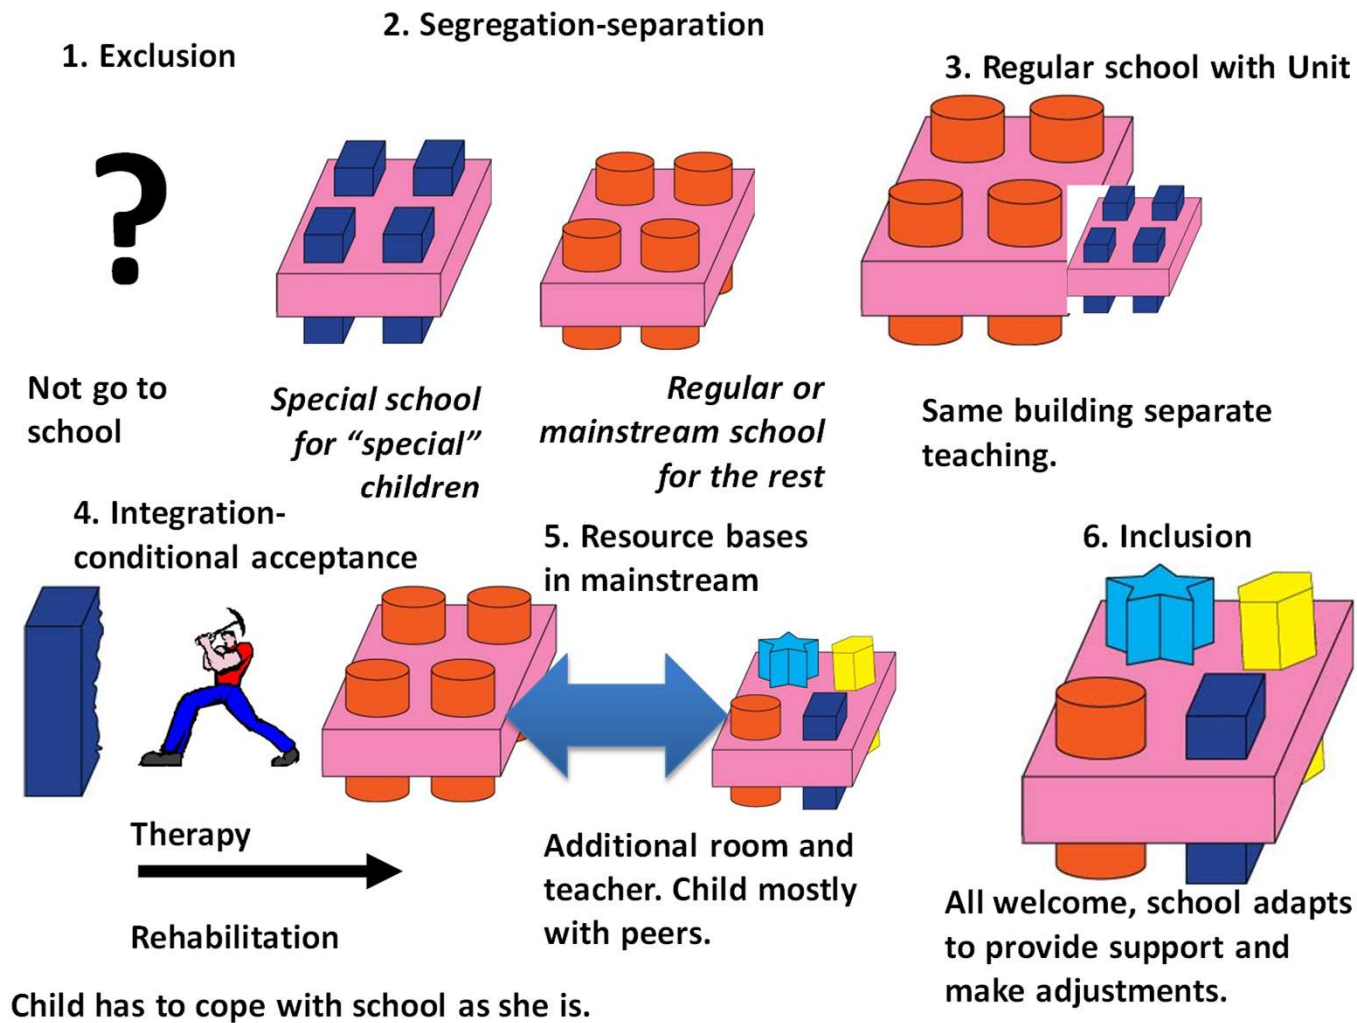 1. Exclusion
2. Segregation-separation
3. Regular school with Unit
?
Not go to
school
Special school
for “special”
children
Regular or
mainstream school
for the rest
Same building separate
teaching.
4. Integration-
conditional acceptance
5. Resource bases
in mainstream
6. Inclusion
Therapy
Rehabilitation
Child has to cope with school as she is.
Additional room and
teacher. Child mostly
with peers.
All welcome, school adapts
to provide support and
make adjustments.